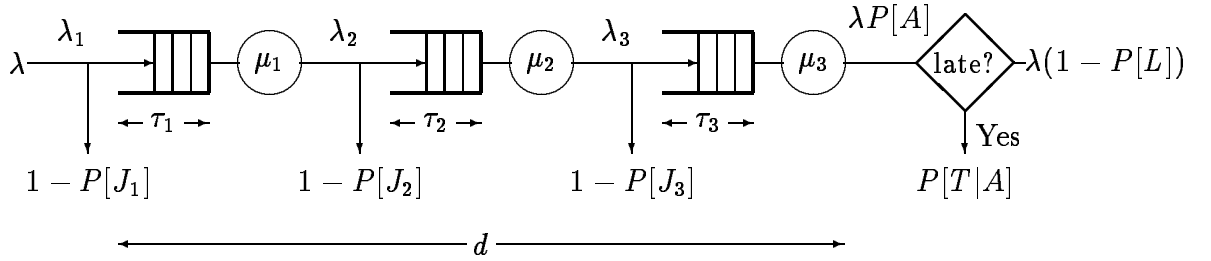 λ λ₁ μ₁ λ₂ μ₂ λ₃ μ₃ λP[A] late? λ(1 − P[L])
τ₁ τ₂ τ₃ Yes
1 − P[J₁] 1 − P[J₂] 1 − P[J₃] P[T|A]
d